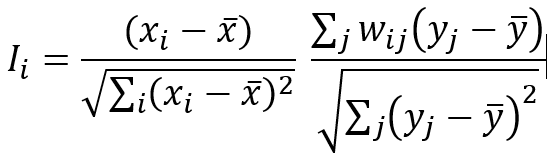 I_i = \frac{(x_i - \bar{x})}{\sqrt{\sum_i (x_i - \bar{x})^2}} \frac{\sum_j w_{ij}(y_j - \bar{y})}{\sqrt{\sum_j (y_j - \bar{y})^2}}